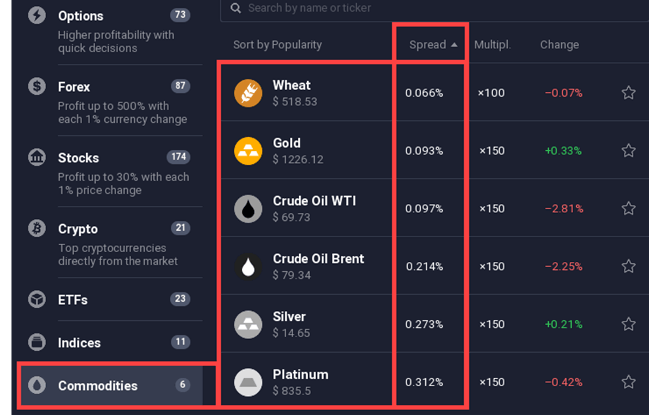 Options 73
Higher profitability with
quick decisions
Forex 87
Profit up to 500% with
each 1% currency change
Stocks 174
Profit up to 30% with each
1% price change
Crypto 21
Top cryptocurrencies
directly from the market
ETFs 23
Indices 11
Commodities 6
Search by name or ticker
Sort by Popularity Spread Multipl. Change
Wheat
$ 518.53
0.066% ×100 −0.07%
Gold
$ 1226.12
0.093% ×150 +0.33%
Crude Oil WTI
$ 69.73
0.097% ×150 −2.81%
Crude Oil Brent
$ 79.34
0.214% ×150 −2.25%
Silver
$ 14.65
0.273% ×150 +0.21%
Platinum
$ 835.5
0.312% ×150 −0.42%